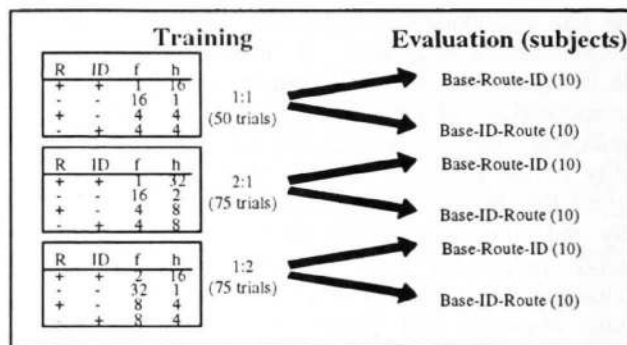 Training
Evaluation (subjects)
R ID f h
+ + 1 16
- - 16 1
+ - 4 4
- + 4 4
1:1
(50 trials)
Base-Route-ID (10)
Base-ID-Route (10)
R ID f h
+ + 1 32
- - 16 2
+ - 4 8
- + 4 8
2:1
(75 trials)
Base-Route-ID (10)
Base-ID-Route (10)
R ID f h
+ + 2 16
- - 32 1
+ - 8 4
- + 8 4
1:2
(75 trials)
Base-Route-ID (10)
Base-ID-Route (10)